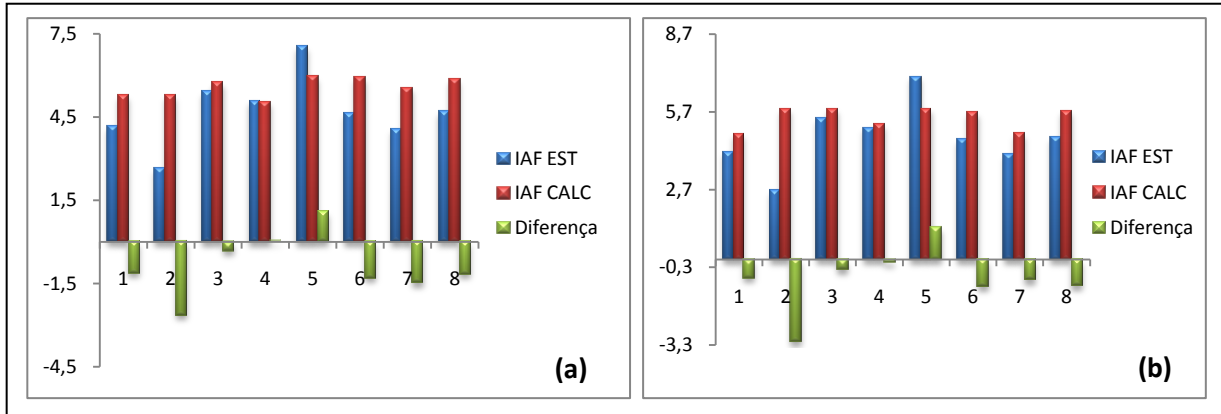 7,5
4,5
1,5
-1,5
-4,5
1 2 3 4 5 6 7 8
IAF EST
IAF CALC
Diferença
(a)
8,7
5,7
2,7
-0,3
-3,3
1 2 3 4 5 6 7 8
IAF EST
IAF CALC
Diferença
(b)